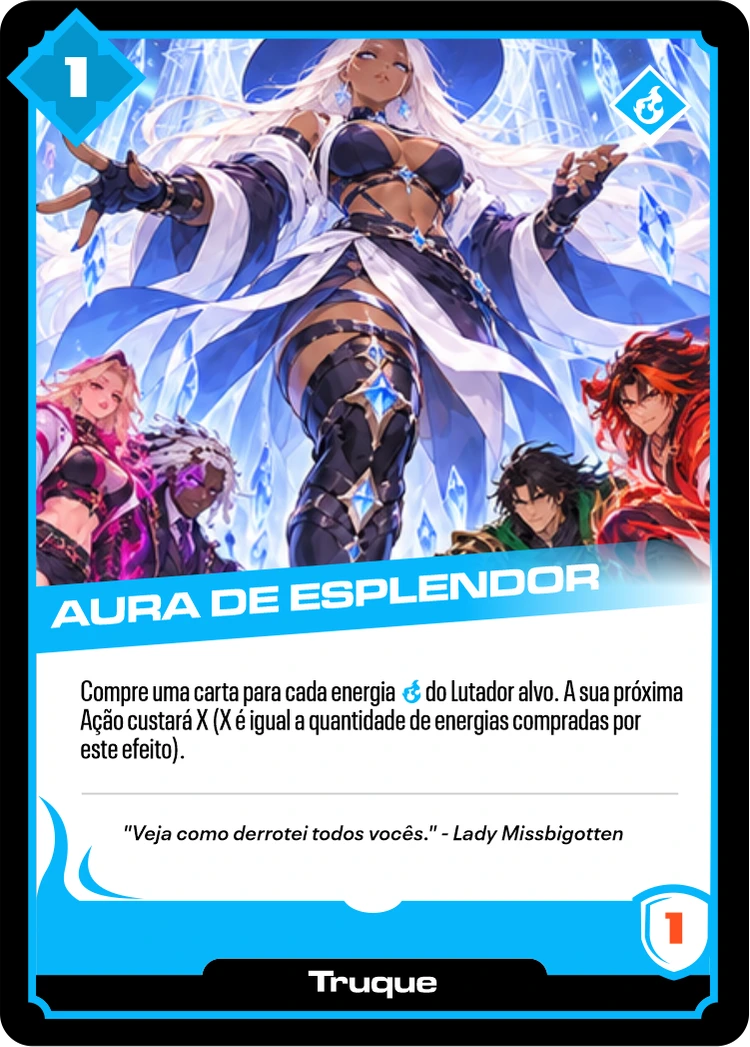 1
AURA DE ESPLENDOR
Compre uma carta para cada energia do Lutador alvo. A sua próxima
Ação custará X (X é igual a quantidade de energias compradas por
este efeito).
"Veja como derrotei todos vocês." - Lady Missbigotten
1
Truque